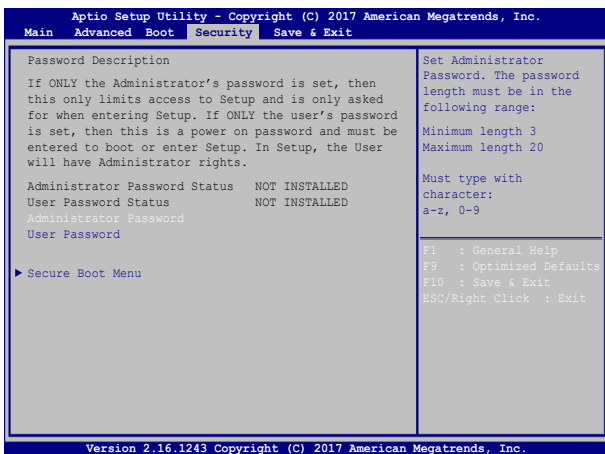 Aptio Setup Utility - Copyright (C) 2017 American Megatrends, Inc.
Main Advanced Boot Security Save & Exit
Password Description
If ONLY the Administrator's password is set, then
this only limits access to Setup and is only asked
for when entering Setup. If ONLY the user's password
is set, then this is a power on password and must be
entered to boot or enter Setup. In Setup, the User
will have Administrator rights.
Administrator Password Status NOT INSTALLED
User Password Status NOT INSTALLED
Administrator Password
User Password
Secure Boot Menu
Set Administrator
Password. The password
length must be in the
following range:
Minimum length 3
Maximum length 20
Must type with
character:
a-z, 0-9
F1 : General Help
F9 : Optimized Defaults
F10 : Save & Exit
ESC/Right Click : Exit
Version 2.16.1243 Copyright (C) 2017 American Megatrends, Inc.